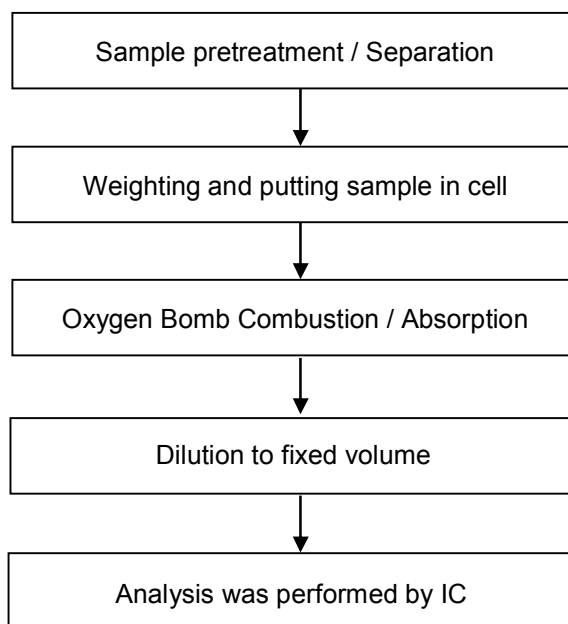 Sample pretreatment / Separation
Weighting and putting sample in cell
Oxygen Bomb Combustion / Absorption
Dilution to fixed volume
Analysis was performed by IC